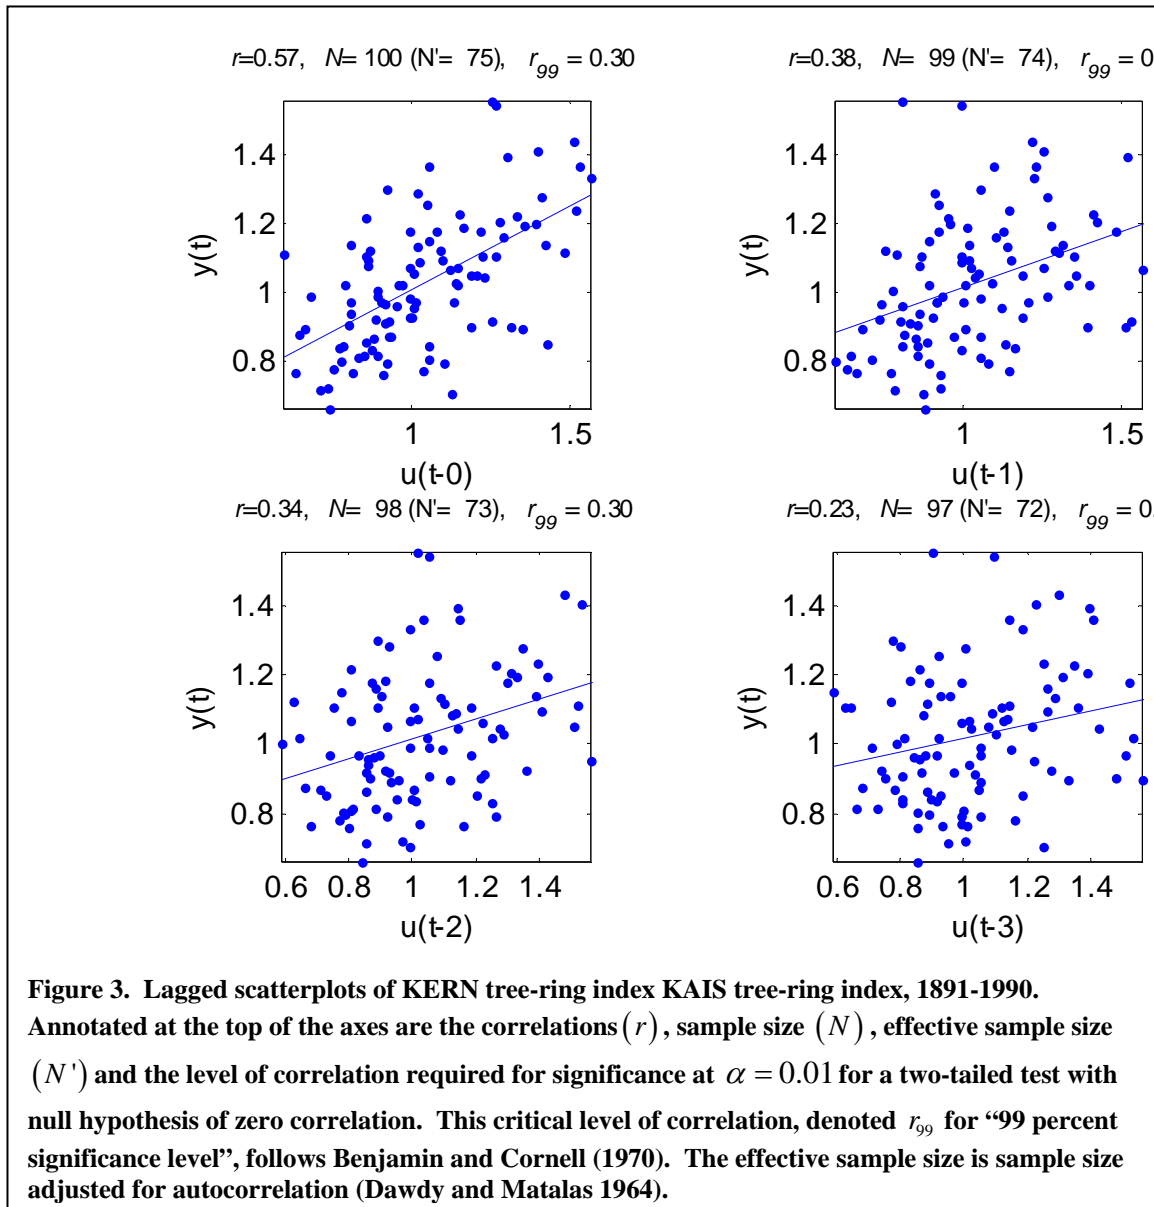 r=0.57, N= 100 (N'= 75), r99 = 0.30
r=0.38, N= 99 (N'= 74), r99 = 0
1.4
1.2
1
0.8
y(t)
1 1.5
u(t-0)
1.4
1.2
1
0.8
y(t)
1 1.5
u(t-1)
r=0.34, N= 98 (N'= 73), r99 = 0.30
r=0.23, N= 97 (N'= 72), r99 = 0.
1.4
1.2
1
0.8
y(t)
0.6 0.8 1 1.2 1.4
u(t-2)
1.4
1.2
1
0.8
y(t)
0.6 0.8 1 1.2 1.4
u(t-3)
Figure 3. Lagged scatterplots of KERN tree-ring index KAIS tree-ring index, 1891-1990.
Annotated at the top of the axes are the correlations (r), sample size (N), effective sample size
(N') and the level of correlation required for significance at α = 0.01 for a two-tailed test with
null hypothesis of zero correlation. This critical level of correlation, denoted r99 for “99 percent
significance level”, follows Benjamin and Cornell (1970). The effective sample size is sample size
adjusted for autocorrelation (Dawdy and Matalas 1964).